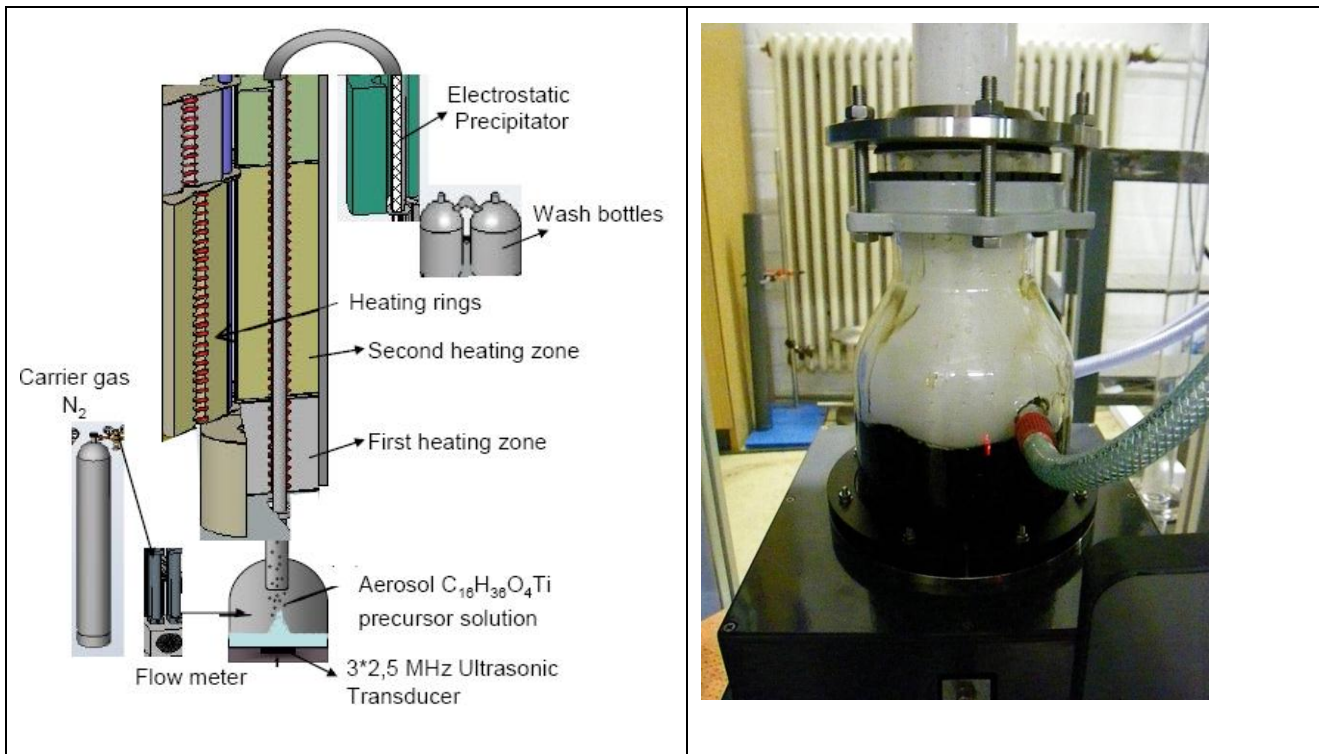 Electrostatic
Precipitator
Wash bottles
Heating rings
Second heating zone
Carrier gas
N₂
First heating zone
Aerosol C₁₆H₃₆O₄Ti
precursor solution
3*2,5 MHz Ultrasonic
Transducer
Flow meter